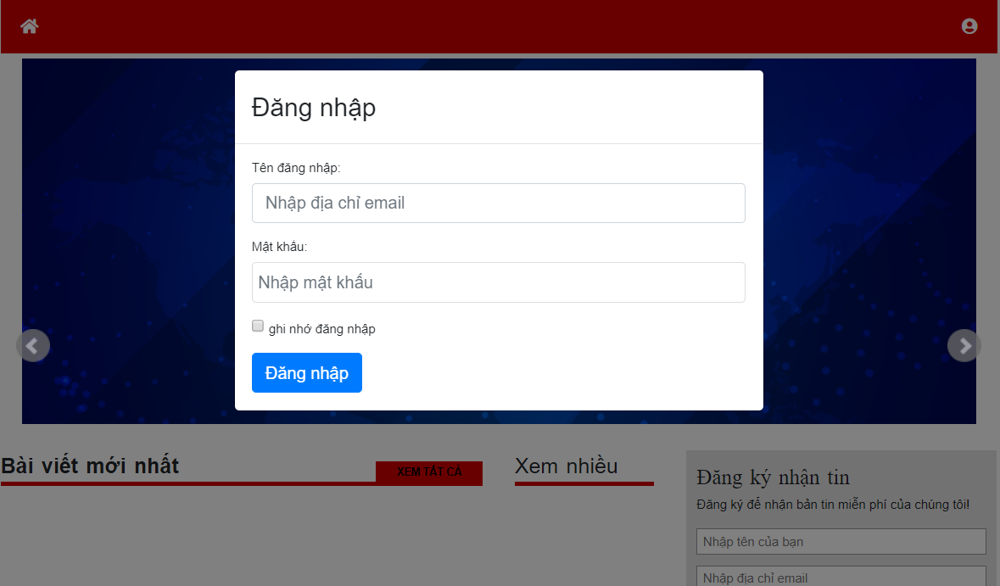 Đăng nhập
Tên đăng nhập:
Nhập địa chỉ email
Mật khẩu:
Nhập mật khẩu
ghi nhớ đăng nhập
Đăng nhập
Bài viết mới nhất
XEM TẤT CẢ
Xem nhiều
Đăng ký nhận tin
Đăng ký để nhận bản tin miễn phí của chúng tôi!
Nhập tên của bạn
Nhập địa chỉ email